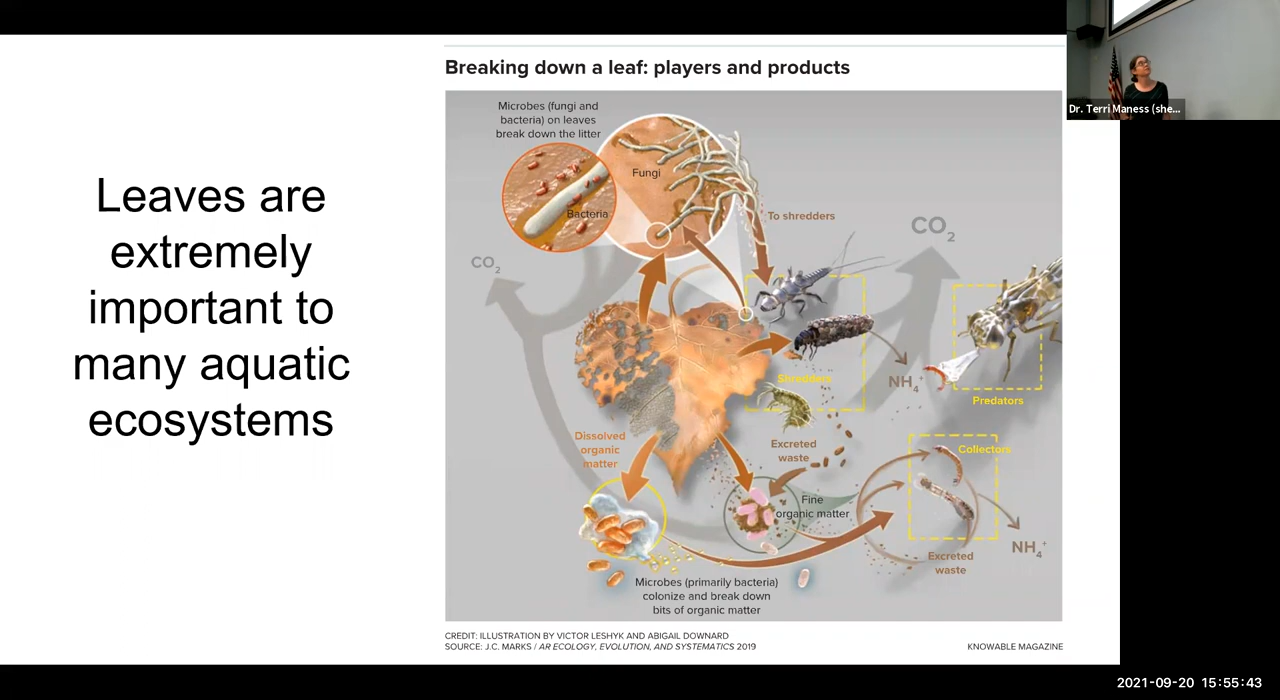 Leaves are
extremely
important to
many aquatic
ecosystems
Breaking down a leaf: players and products
Microbes (fungi and
bacteria) on leaves
break down the litter
Fungi
Bacteria
To shredders
CO2
CO2
NH4+
Shredders
Predators
Dissolved
organic
matter
Excreted
waste
Collectors
Fine
organic matter
NH4+
Excreted
waste
Microbes (primarily bacteria)
colonize and break down
bits of organic matter
CREDIT: ILLUSTRATION BY VICTOR LESHYK AND ABIGAIL DOWNARD
SOURCE: J.C. MARKS / AR ECOLOGY, EVOLUTION, AND SYSTEMATICS 2019
KNOWABLE MAGAZINE
Dr. Terri Maness (she...
2021-09-20 15:55:43